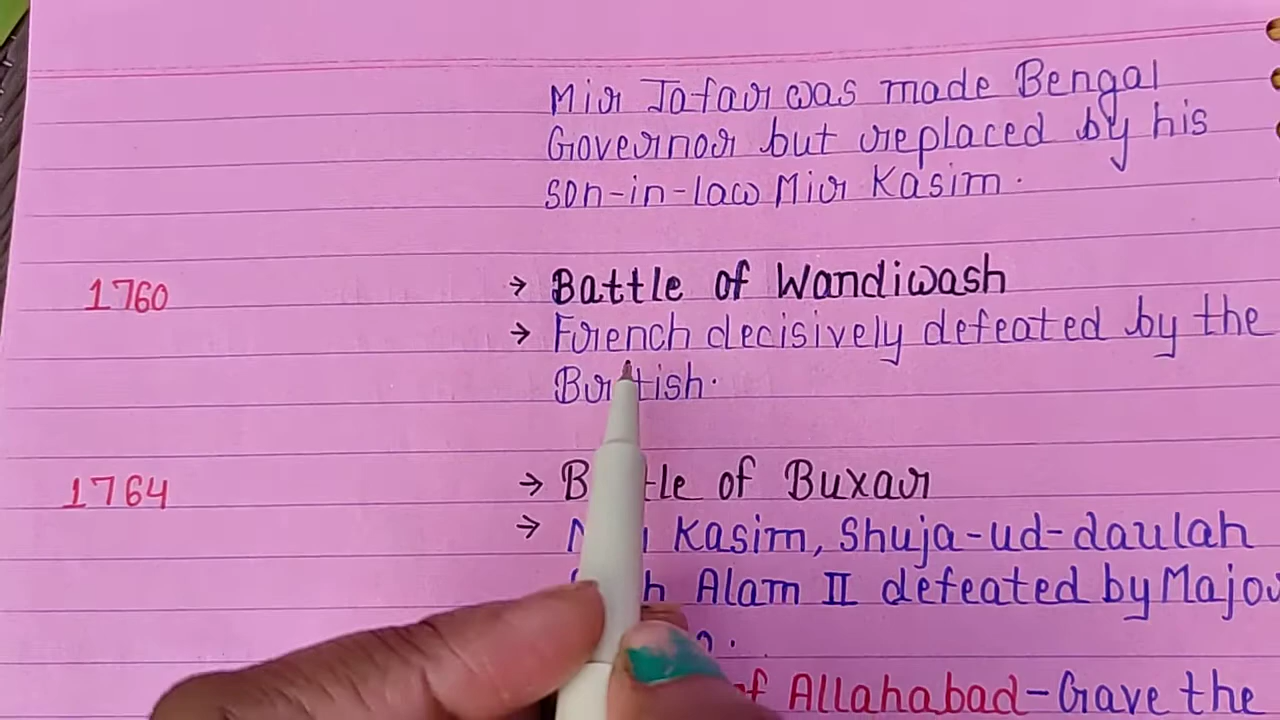 Mir Jafar was made Bengal
Governor but replaced by his
son-in-law Mir Kasim.
1760 → Battle of Wandiwash
→ French decisively defeated by the
British.
1764 → Battle of Buxar
→ Kasim, Shuja-ud-daulah
Alam II defeated by Major
of Allahabad-Gave the